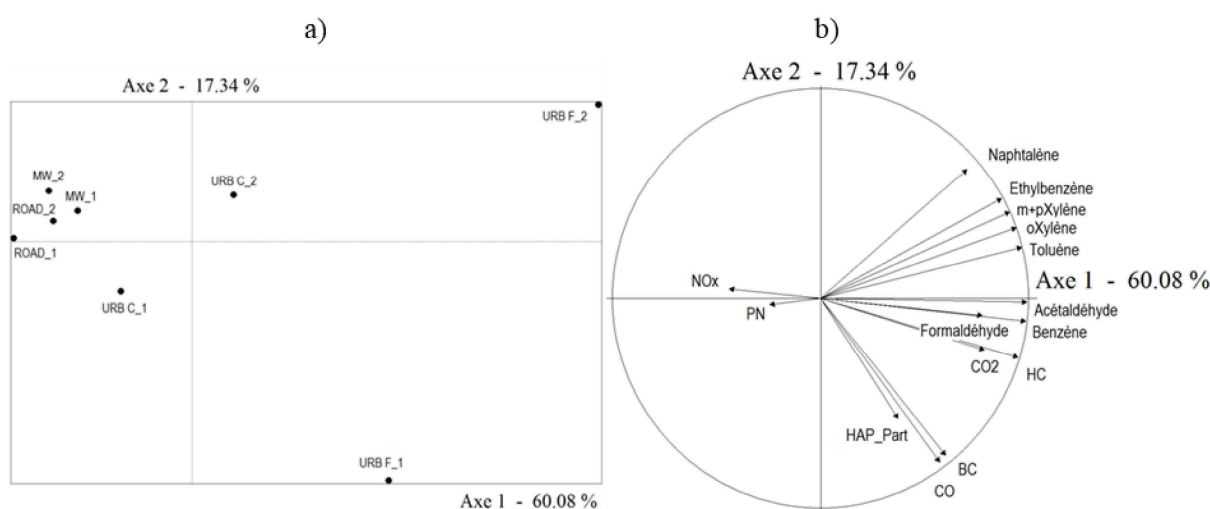 a)
Axe 2 - 17.34 %
URB F_2
MW_2
MW_1
URB C_2
ROAD_2
ROAD_1
URB C_1
URB F_1
Axe 1 - 60.08 %
b)
Axe 2 - 17.34 %
Naphtalène
Ethylbenzène
m+pXylène
oXylène
Toluène
Axe 1 - 60.08 %
NOx
PN
Acétaldéhyde
Formaldéhyde
Benzène
CO2
HC
HAP_Part
BC
CO